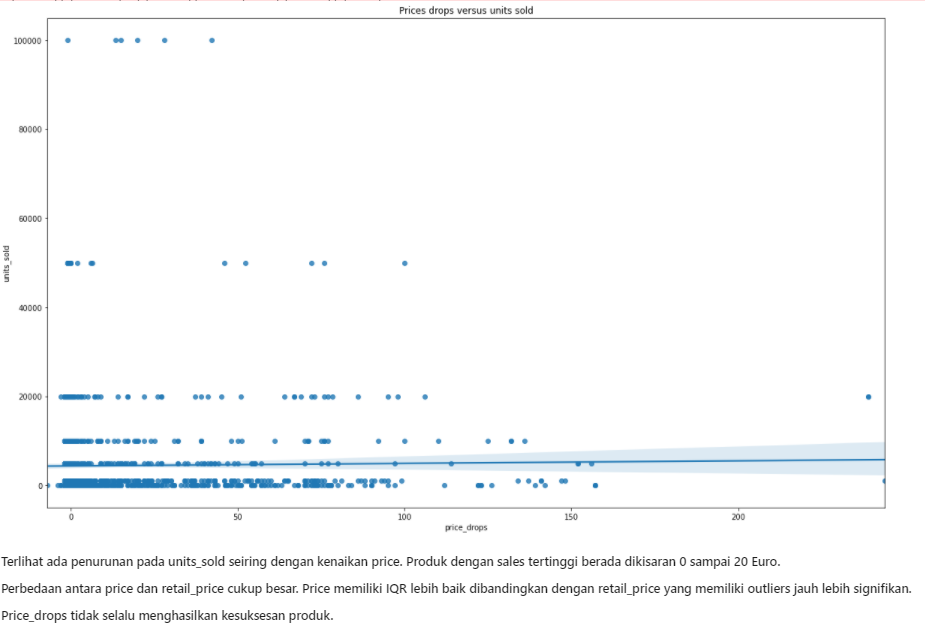 Prices drops versus units sold
100000
80000
60000
40000
20000
0
units_sold
0 50 100 150 200
price_drops
Terlihat ada penurunan pada units_sold seiring dengan kenaikan price. Produk dengan sales tertinggi berada dikisaran 0 sampai 20 Euro.
Perbedaan antara price dan retail_price cukup besar. Price memiliki IQR lebih baik dibandingkan dengan retail_price yang memiliki outliers jauh lebih signifikan.
Price_drops tidak selalu menghasilkan kesuksesan produk.